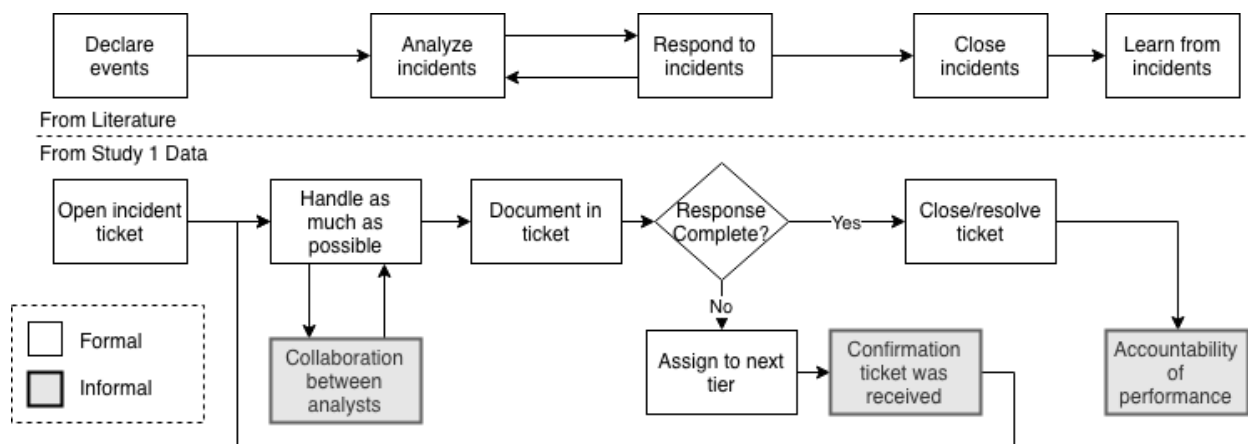 Declare
events
Analyze
incidents
Respond to
incidents
Close
incidents
Learn from
incidents
From Literature
From Study 1 Data
Open incident
ticket
Handle as
much as
possible
Document in
ticket
Response
Complete?
Yes
Close/resolve
ticket
No
Formal
Informal
Collaboration
between
analysts
Assign to next
tier
Confirmation
ticket was
received
Accountability
of
performance